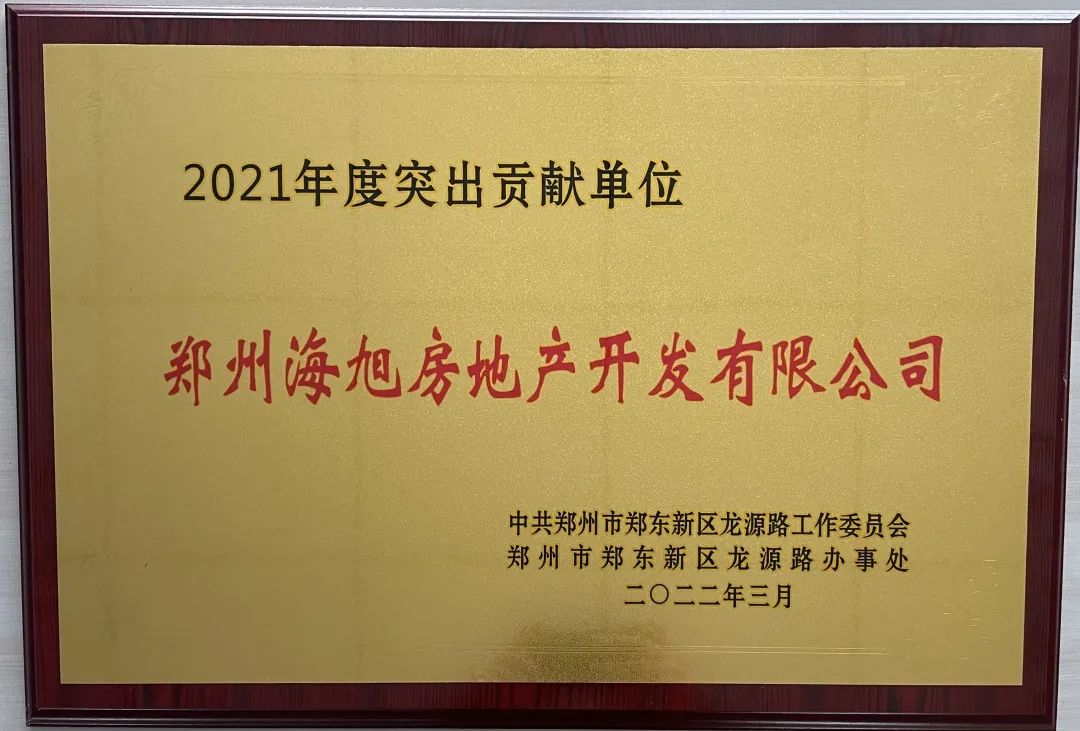 2021年度突出贡献单位
郑州海旭房地产开发有限公司
中共郑州市郑东新区龙源路工作委员会
郑州市郑东新区龙源路办事处
二〇二二年三月